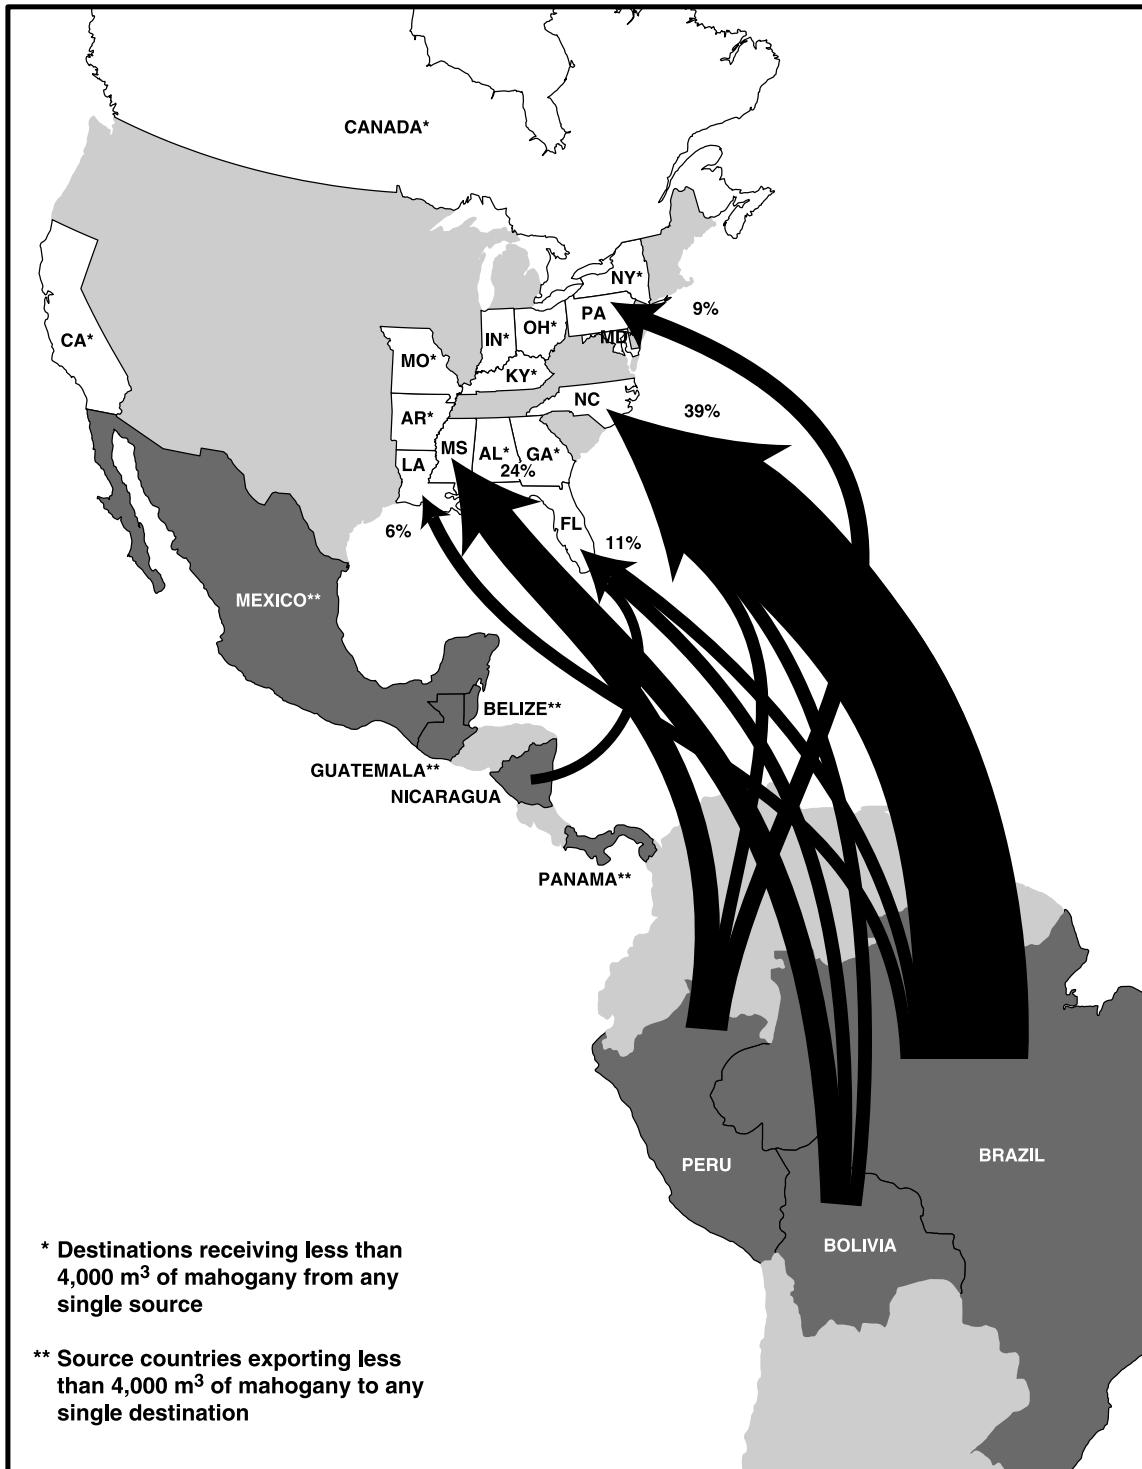 CANADA*
NY*
9%
PA
OH*
IN*
MD
CA*
MO*
KY*
NC
39%
AR*
MS
AL*
GA*
LA
24%
FL
6%
11%
MEXICO**
BELIZE**
GUATEMALA**
NICARAGUA
PANAMA**
PERU
BRAZIL
BOLIVIA
* Destinations receiving less than
4,000 m³ of mahogany from any
single source
** Source countries exporting less
than 4,000 m³ of mahogany to any
single destination